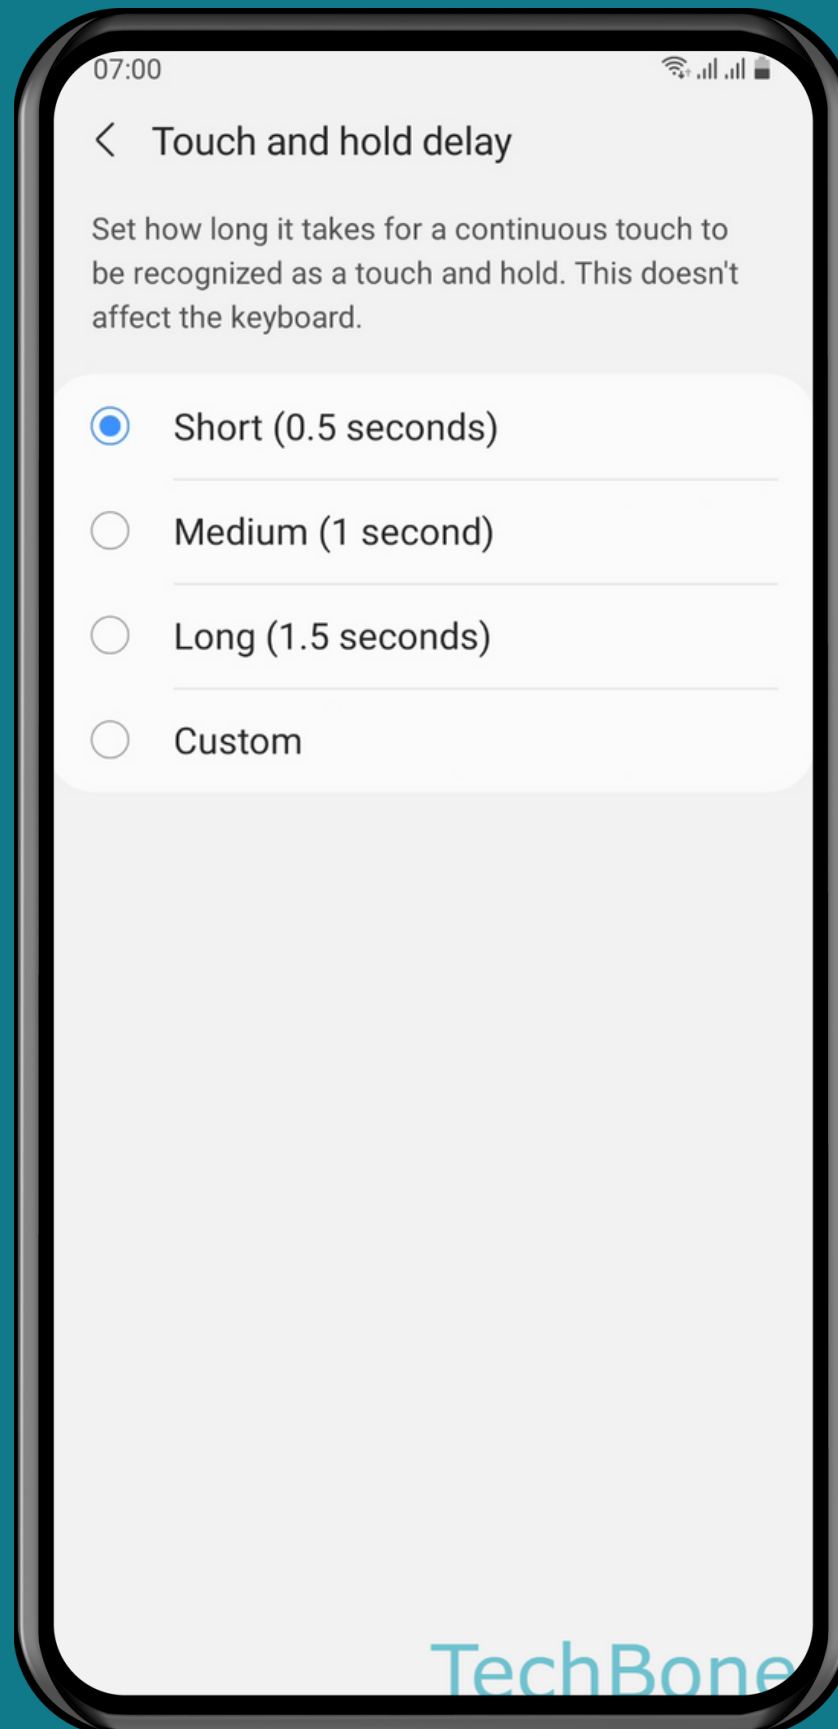 07:00
Touch and hold delay
Set how long it takes for a continuous touch to
be recognized as a touch and hold. This doesn't
affect the keyboard.
Short (0.5 seconds)
Medium (1 second)
Long (1.5 seconds)
Custom
TechBone